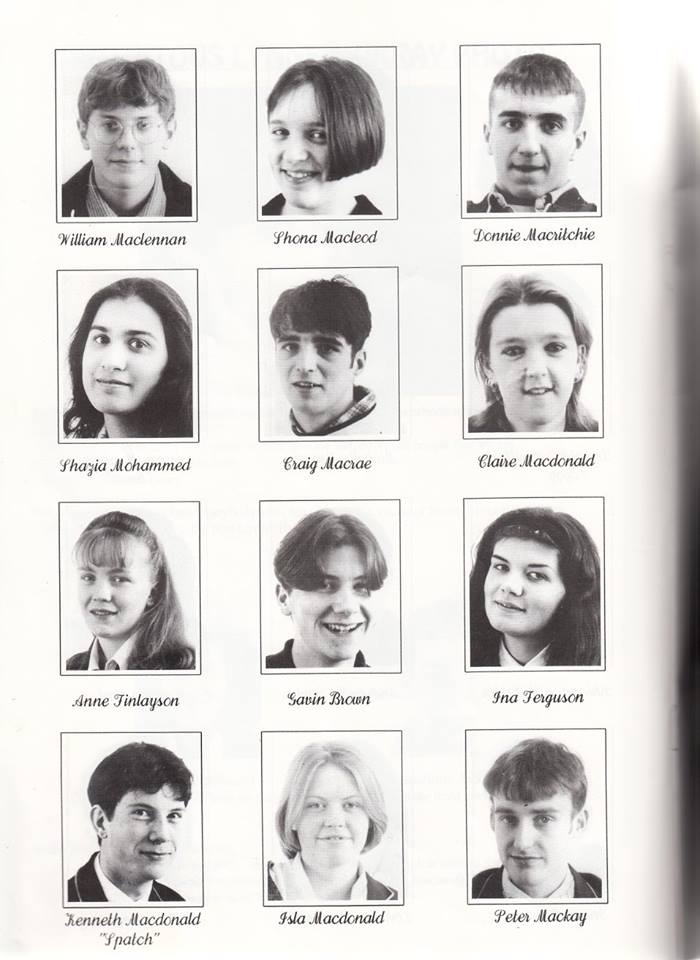 William Maclennan
Shona Macleod
Donnie Macritchie
Shazia Mohammed
Craig Macrae
Claire Macdonald
Anne Finlayson
Gavin Brown
Ina Ferguson
Kenneth Macdonald
"Spatch"
Isla Macdonald
Peter Mackay